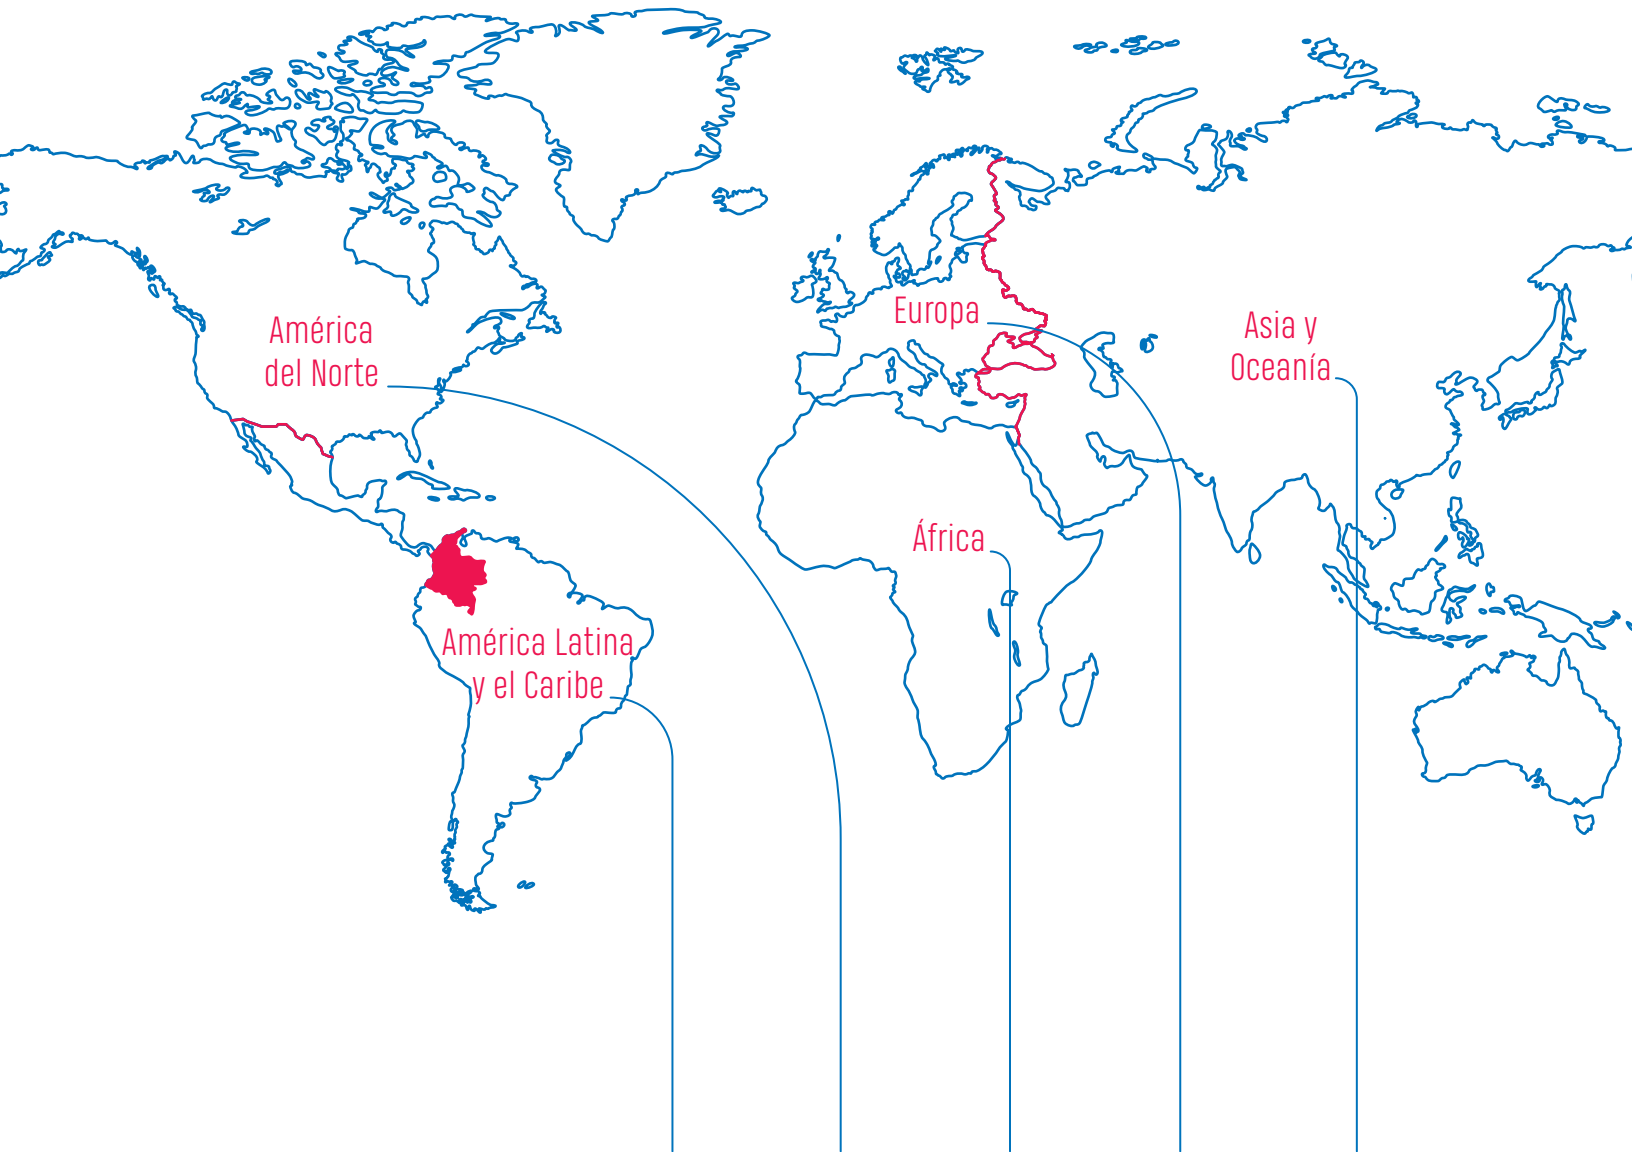 América
del Norte
Europa
Asia y
Oceanía
África
América Latina
y el Caribe